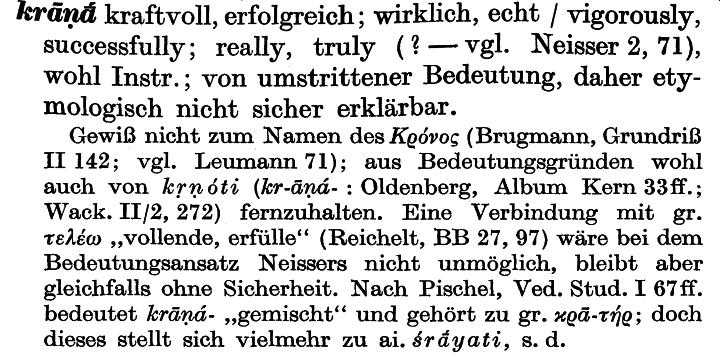 krāṇā́ kraftvoll, erfolgreich; wirklich, echt / vigorously,
successfully; really, truly (? — vgl. Neisser 2, 71),
wohl Instr.; von umstrittener Bedeutung, daher ety-
mologisch nicht sicher erklärbar.
Gewiß nicht zum Namen des Κρόνος (Brugmann, Grundriß
II 142; vgl. Leumann 71); aus Bedeutungsgründen wohl
auch von kṛṇóti (kr-āṇá- : Oldenberg, Album Kern 33ff.;
Wack. II/2, 272) fernzuhalten. Eine Verbindung mit gr.
τελέω „vollende, erfülle“ (Reichelt, BB 27, 97) wäre bei dem
Bedeutungsansatz Neissers nicht unmöglich, bleibt aber
gleichfalls ohne Sicherheit. Nach Pischel, Ved. Stud. I 67ff.
bedeutet krāṇá- „gemischt“ und gehört zu gr. κρᾱ-τήρ; doch
dieses stellt sich vielmehr zu ai. śrā́yati, s. d.